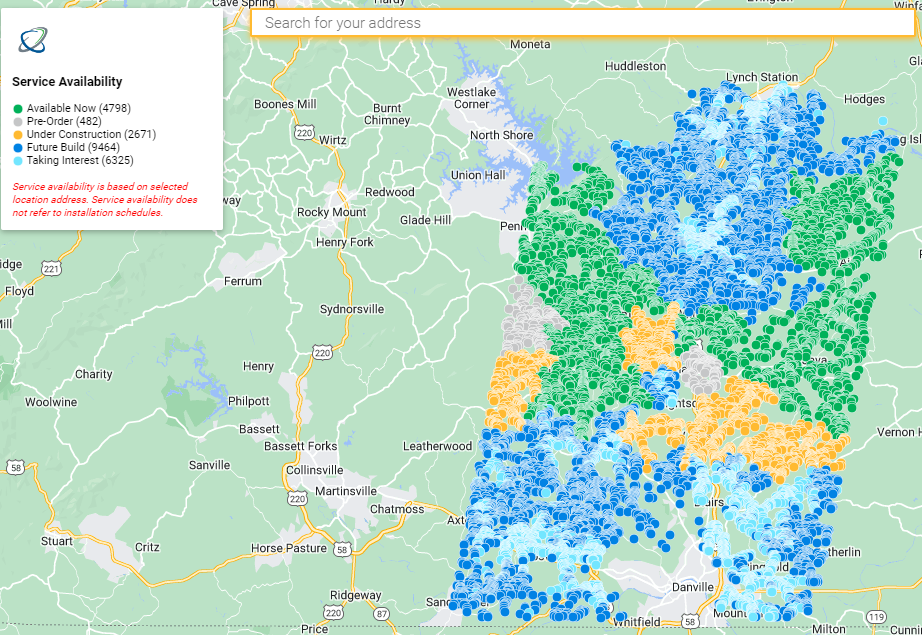 Cave Spring
Hardy
Search for your address
Moneta
Huddleston
Lynch Station
Hodges
Service Availability
Available Now (4798)
Pre-Order (482)
Under Construction (2671)
Future Build (9464)
Taking Interest (6325)
Service availability is based on selected
location address. Service availability does
not refer to installation schedules.
Boones Mill
Westlake
Corner
Burnt
Chimney
220
Wirtz
North Shore
Union Hall
Redwood
Rocky Mount
Glade Hill
Henry Fork
221
Ferrum
Floyd
Sydnorsville
220
Henry
Charity
Woolwine
Philpott
Bassett
Bassett Forks
Leatherwood
Vernon H
58
Sanville
Collinsville
220
Martinsville
Chatmoss
Stuart
Critz
Horse Pasture
58
Danville
Ridgeway
220
87
Price
Whitfield
58
119
Milton